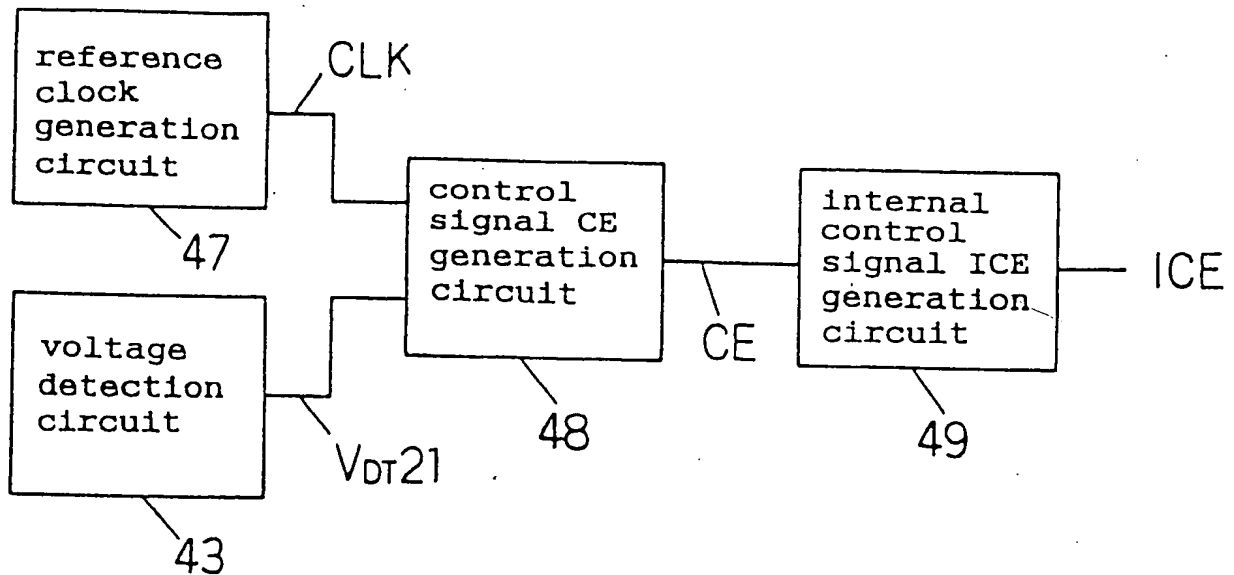 reference
clock
generation
circuit
CLK
47
voltage
detection
circuit
VDT21
43
control
signal CE
generation
circuit
48
CE
internal
control
signal ICE
generation
circuit
49
ICE